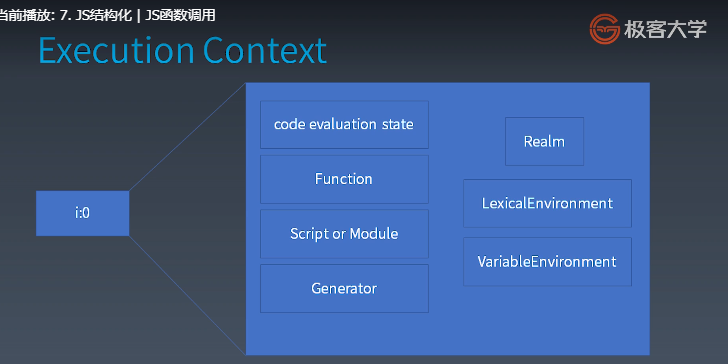 当前播放: 7. JS结构化 | JS函数调用
极客大学
Execution Context
code evaluation state
Realm
Function
LexicalEnvironment
i:0
Script or Module
VariableEnvironment
Generator